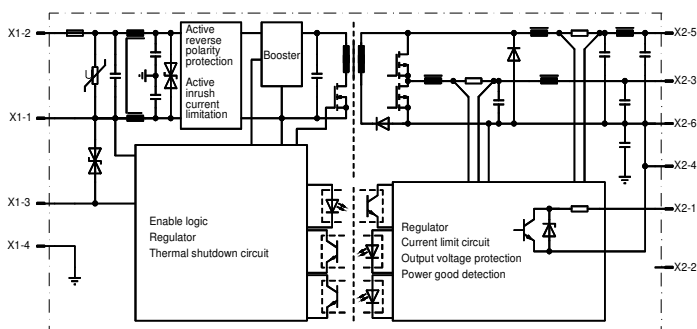 X1-2
X1-1
X1-3
X1-4
Active
reverse
polarity
protection
Active
inrush
current
limitation
Booster
Enable logic
Regulator
Thermal shutdown circuit
Regulator
Current limit circuit
Output voltage protection
Power good detection
X2-5
X2-3
X2-6
X2-4
X2-1
X2-2